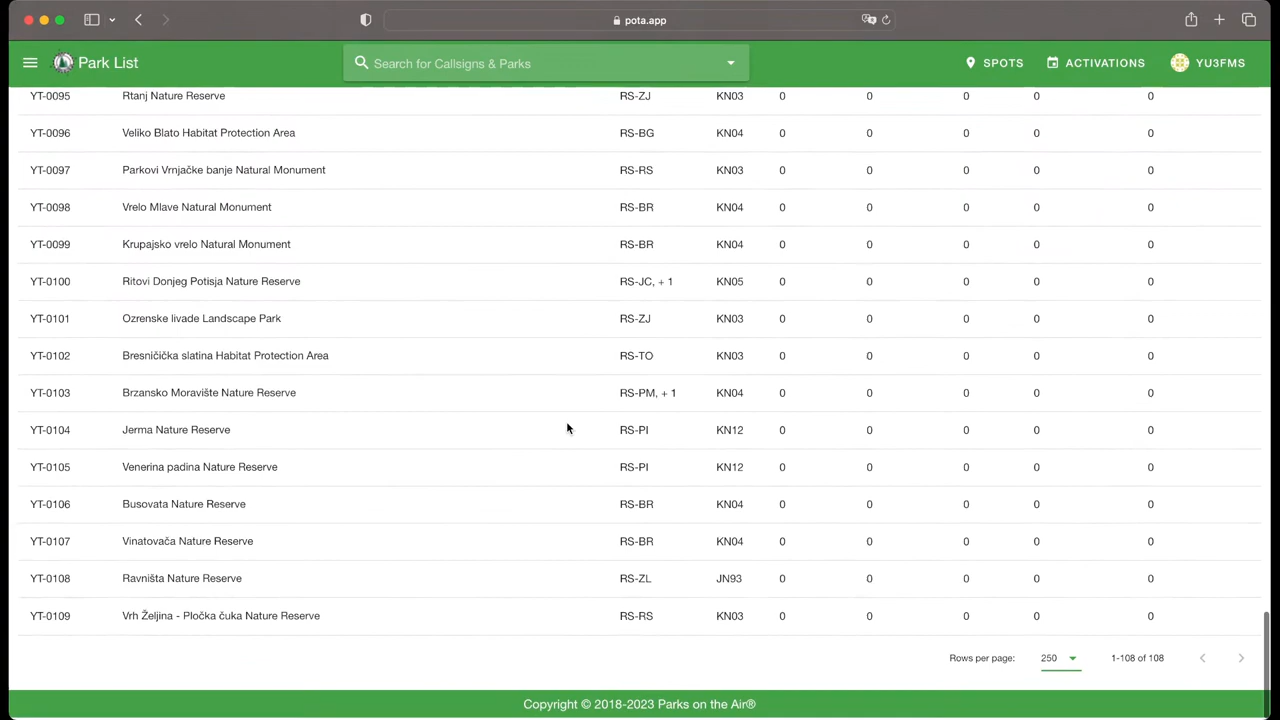 pota.app
Park List
Search for Callsigns & Parks
SPOTS
ACTIVATIONS
YU3FMS
YT-0095 Rtanj Nature Reserve RS-ZJ KN03 0 0 0 0 0
YT-0096 Veliko Blato Habitat Protection Area RS-BG KN04 0 0 0 0 0
YT-0097 Parkovi Vrnjačke banje Natural Monument RS-RS KN03 0 0 0 0 0
YT-0098 Vrelo Mlave Natural Monument RS-BR KN04 0 0 0 0 0
YT-0099 Krupajsko vrelo Natural Monument RS-BR KN04 0 0 0 0 0
YT-0100 Ritovi Donjeg Potisja Nature Reserve RS-JC, + 1 KN05 0 0 0 0 0
YT-0101 Ozrenske livade Landscape Park RS-ZJ KN03 0 0 0 0 0
YT-0102 Bresničička slatina Habitat Protection Area RS-TO KN03 0 0 0 0 0
YT-0103 Brzansko Moravište Nature Reserve RS-PM, + 1 KN04 0 0 0 0 0
YT-0104 Jerma Nature Reserve RS-PI KN12 0 0 0 0 0
YT-0105 Venerina padina Nature Reserve RS-PI KN12 0 0 0 0 0
YT-0106 Busovata Nature Reserve RS-BR KN04 0 0 0 0 0
YT-0107 Vinatovača Nature Reserve RS-BR KN04 0 0 0 0 0
YT-0108 Ravništa Nature Reserve RS-ZL JN93 0 0 0 0 0
YT-0109 Vrh Željina - Pločka čuka Nature Reserve RS-RS KN03 0 0 0 0 0
Rows per page: 250 1-108 of 108
Copyright © 2018-2023 Parks on the Air®